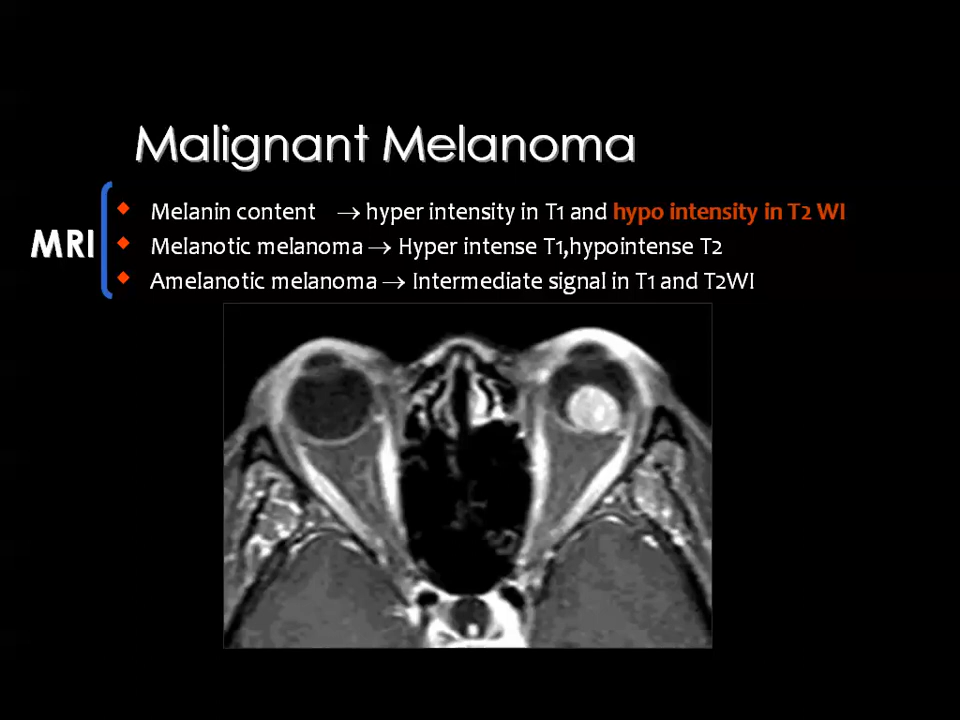 Malignant Melanoma
MRI
Melanin content → hyper intensity in T1 and hypo intensity in T2 WI
Melanotic melanoma → Hyper intense T1,hypointense T2
Amelanotic melanoma → Intermediate signal in T1 and T2WI